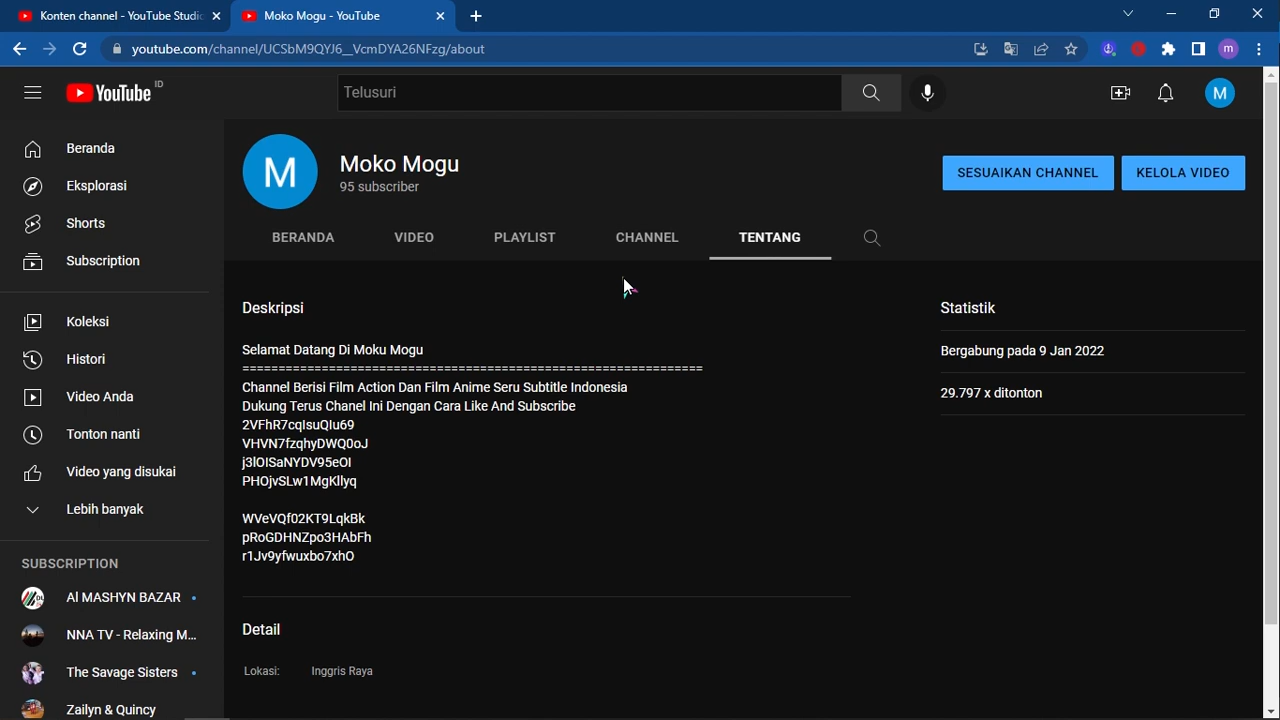 Konten channel - YouTube Studio
Moko Mogu - YouTube
youtube.com/channel/UCSbM9QYJ6__VcmDYA26NFzg/about
m
YouTube ID
Telusuri
M
Beranda
Eksplorasi
Shorts
Subscription
Koleksi
Histori
Video Anda
Tonton nanti
Video yang disukai
Lebih banyak
SUBSCRIPTION
Al MASHYN BAZAR
NNA TV - Relaxing M...
The Savage Sisters
Zailyn & Quincy
M
Moko Mogu
95 subscriber
SESUAIKAN CHANNEL
KELOLA VIDEO
BERANDA VIDEO PLAYLIST CHANNEL TENTANG
Deskripsi
Selamat Datang Di Moku Mogu
=========================================================
Channel Berisi Film Action Dan Film Anime Seru Subtitle Indonesia
Dukung Terus Chanel Ini Dengan Cara Like And Subscribe
2VFhR7cqIsuQIu69
VHVN7fzqhyDWQ0oJ
j3lOISaNYDV95eOl
PHOjvSLw1MgKllyq
WVeVQf02KT9LqkBk
pRoGDHNZpo3HAbFh
r1Jv9yfwuxbo7xhO
Detail
Lokasi: Inggris Raya
Statistik
Bergabung pada 9 Jan 2022
29.797 x ditonton